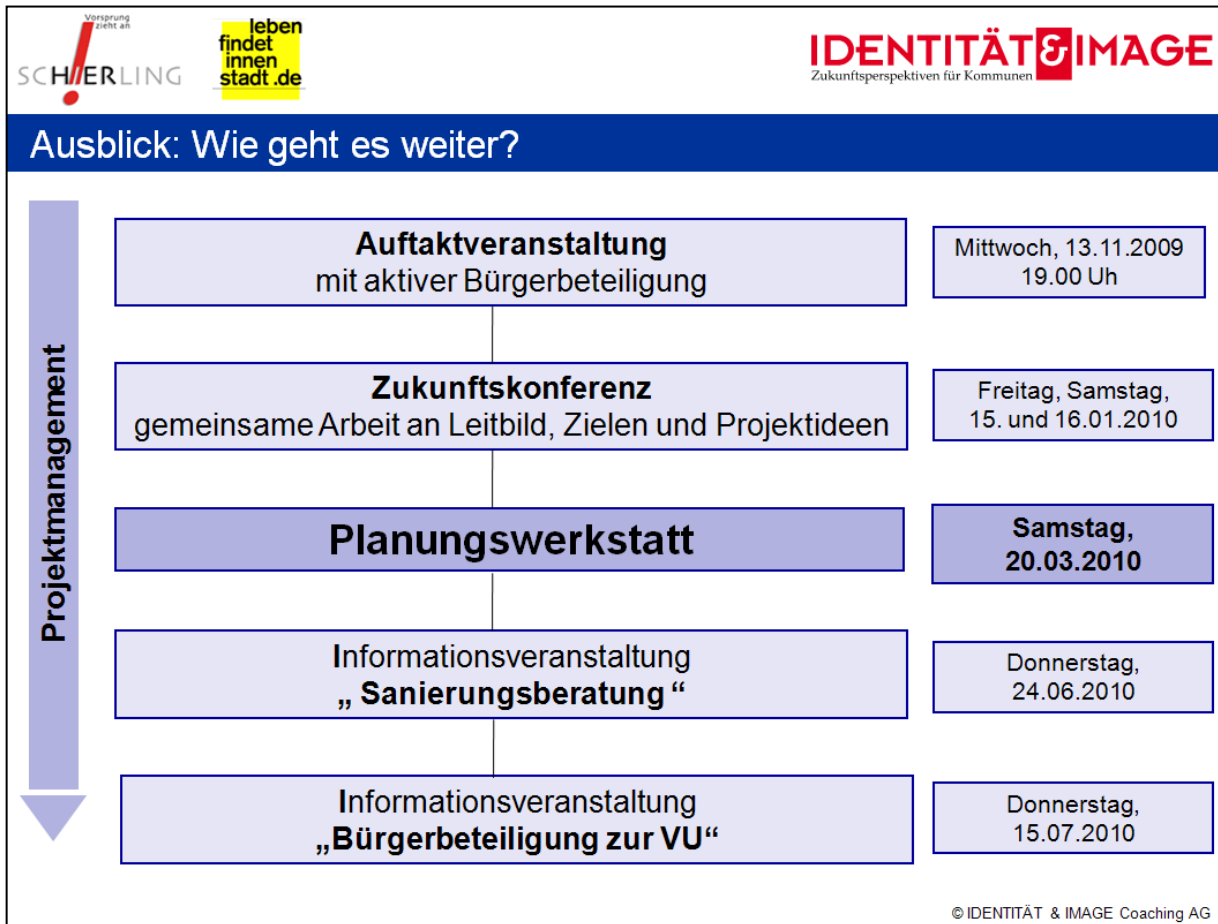 Vorsprung
zieht an
SCHIERLING
leben
findet
innen
stadt.de
IDENTITÄT & IMAGE
Zukunftsperspektiven für Kommunen
Ausblick: Wie geht es weiter?
Projektmanagement
Auftaktveranstaltung
mit aktiver Bürgerbeteiligung
Mittwoch, 13.11.2009
19.00 Uh
Zukunftskonferenz
gemeinsame Arbeit an Leitbild, Zielen und Projektideen
Freitag, Samstag,
15. und 16.01.2010
Planungswerkstatt
Samstag,
20.03.2010
Informationsveranstaltung
„ Sanierungsberatung “
Donnerstag,
24.06.2010
Informationsveranstaltung
„Bürgerbeteiligung zur VU“
Donnerstag,
15.07.2010
© IDENTITÄT & IMAGE Coaching AG